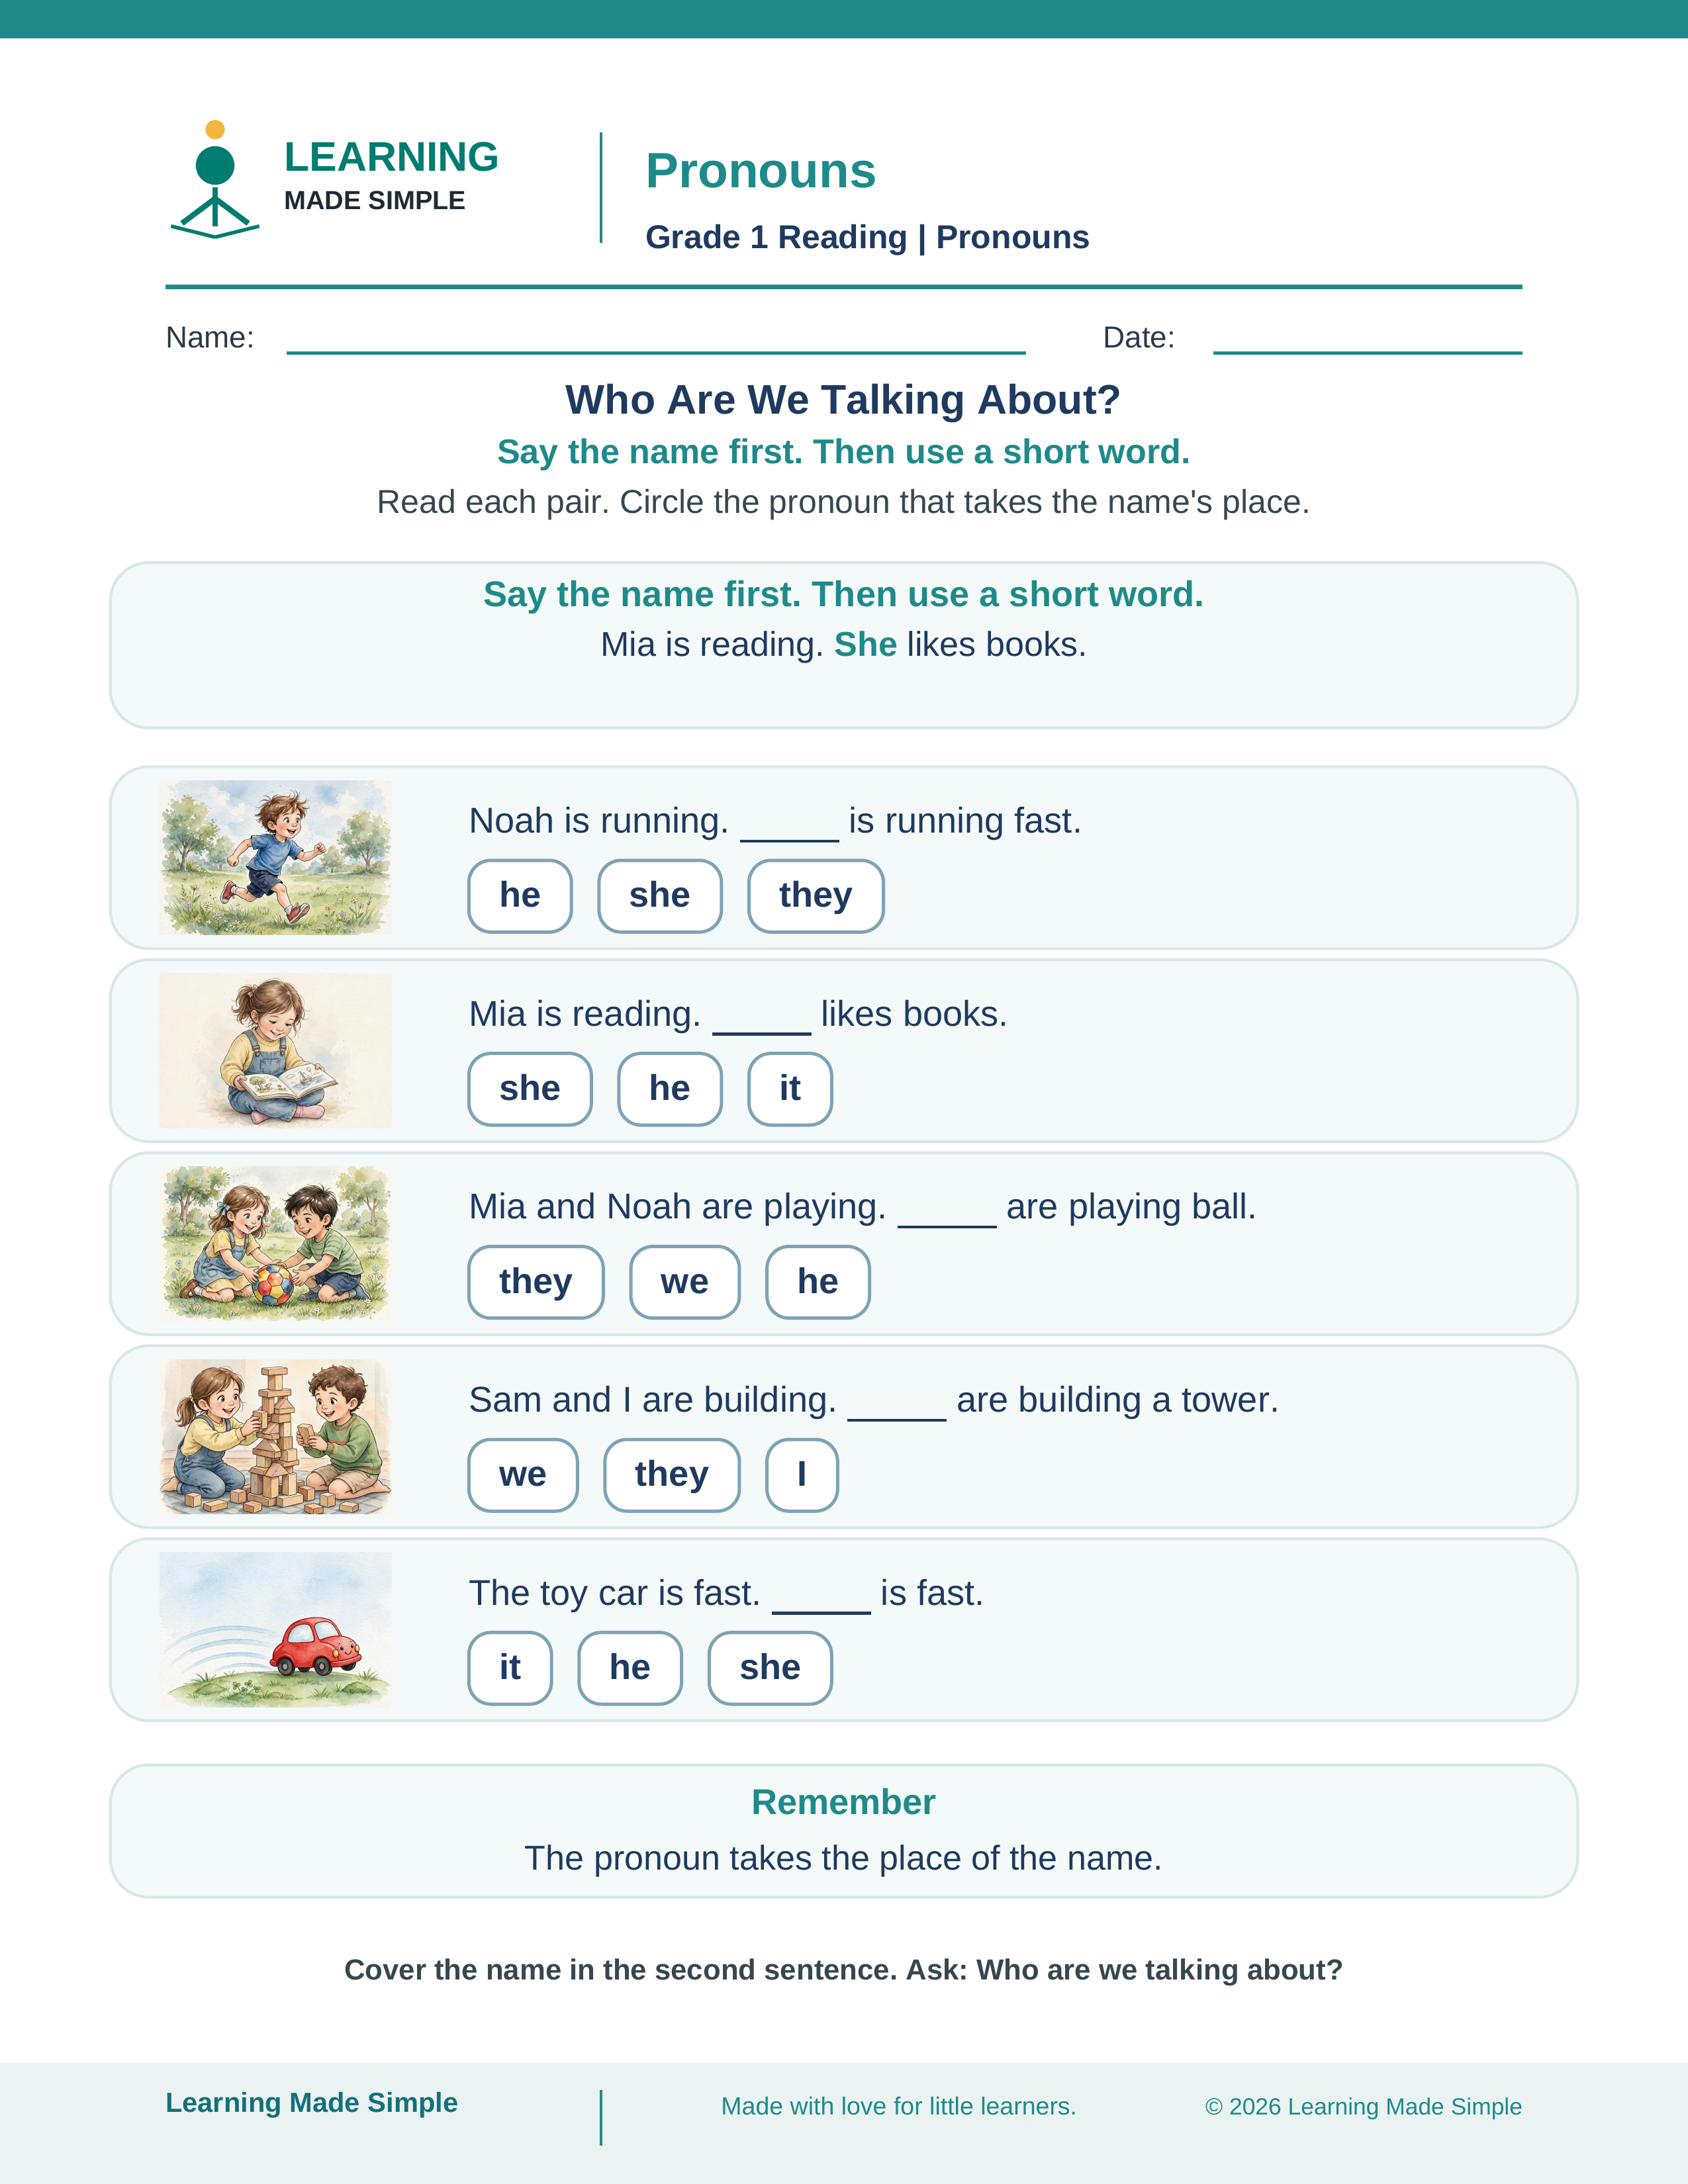 LEARNING
MADE SIMPLE
Pronouns
Grade 1 Reading | Pronouns
Name:
Date:
Who Are We Talking About?
Say the name first. Then use a short word.
Read each pair. Circle the pronoun that takes the name's place.
Say the name first. Then use a short word.
Mia is reading. She likes books.
Noah is running. _____ is running fast.
he she they
Mia is reading. _____ likes books.
she he it
Mia and Noah are playing. _____ are playing ball.
they we he
Sam and I are building. _____ are building a tower.
we they I
The toy car is fast. _____ is fast.
it he she
Remember
The pronoun takes the place of the name.
Cover the name in the second sentence. Ask: Who are we talking about?
Learning Made Simple
Made with love for little learners.
© 2026 Learning Made Simple